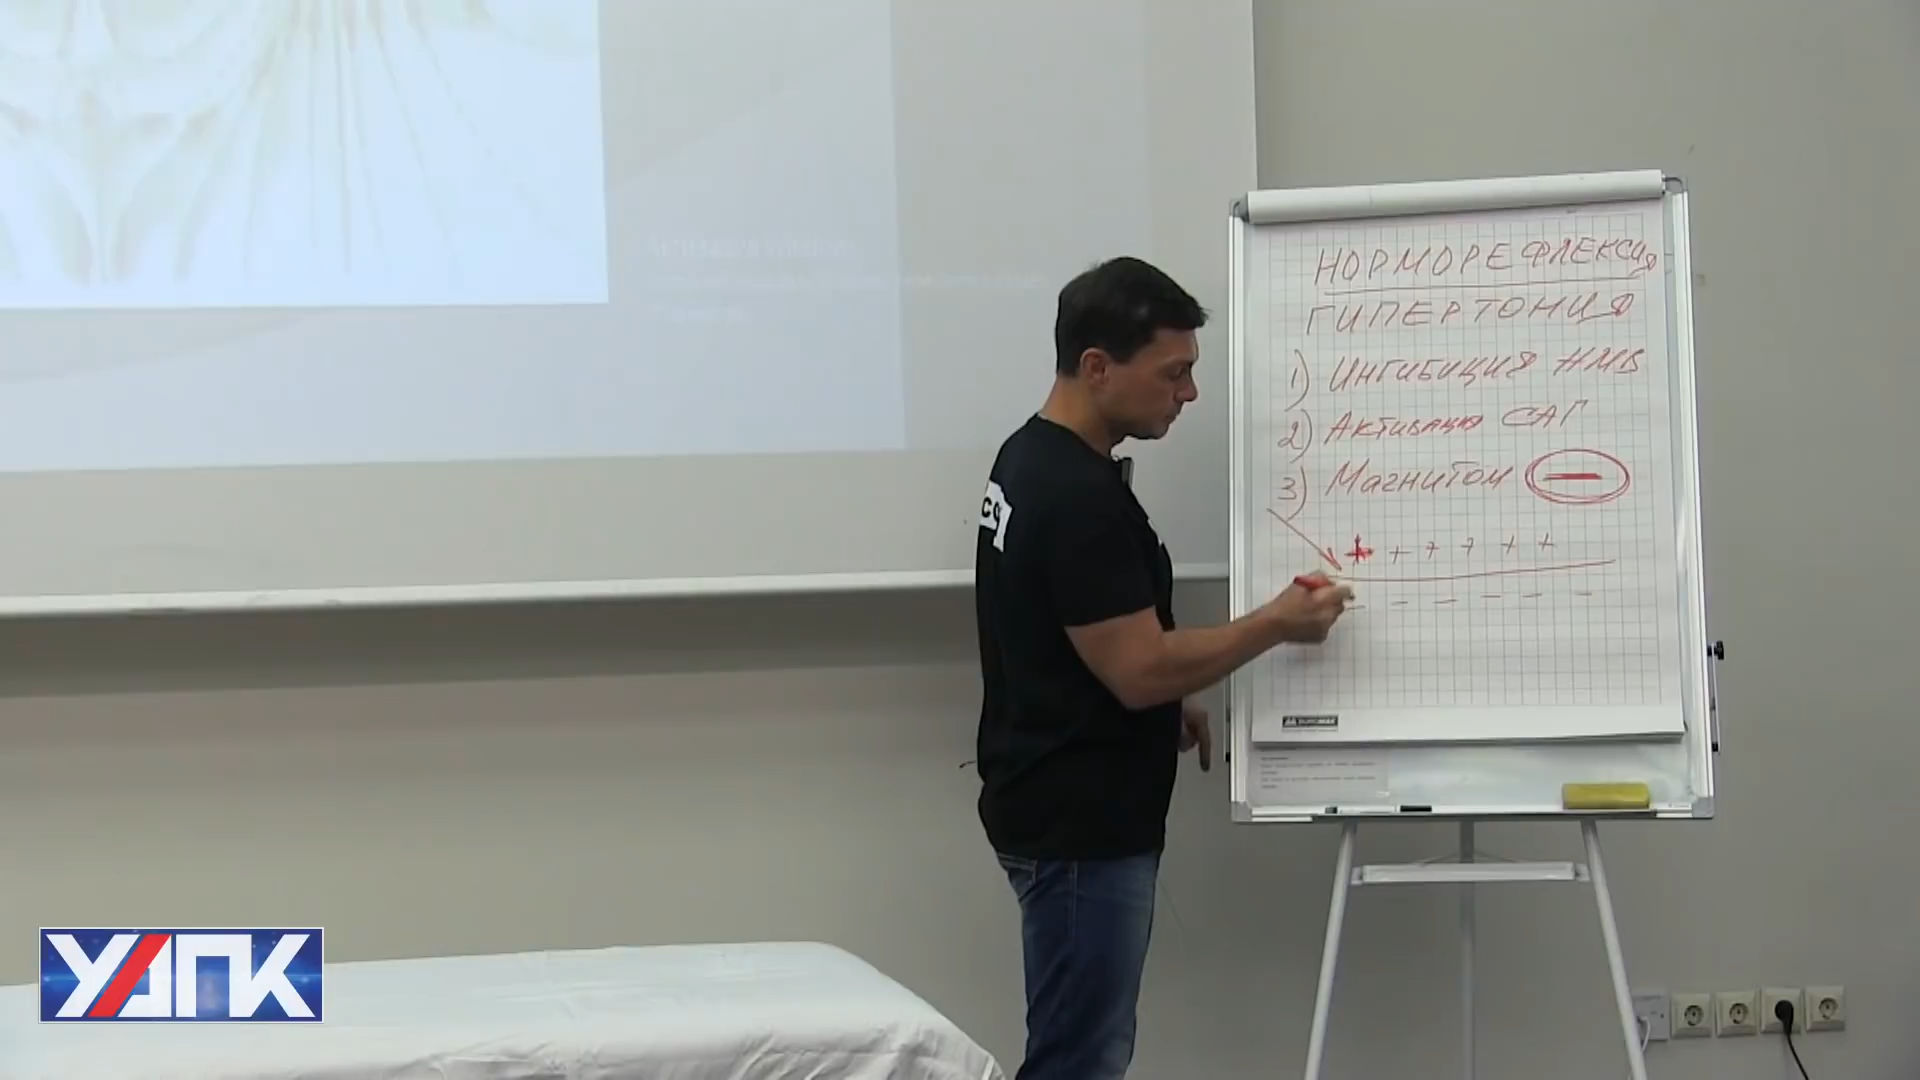 НОРМОРЕФЛЕКСИЯ
ГИПЕРТОНИЯ
1) ИНГИБИЦИЯ НМВ
2) АКТИВАЦИЯ САГ
3) МАГНИТОМ —
+ + + + + +
– – – – – –
УДПК